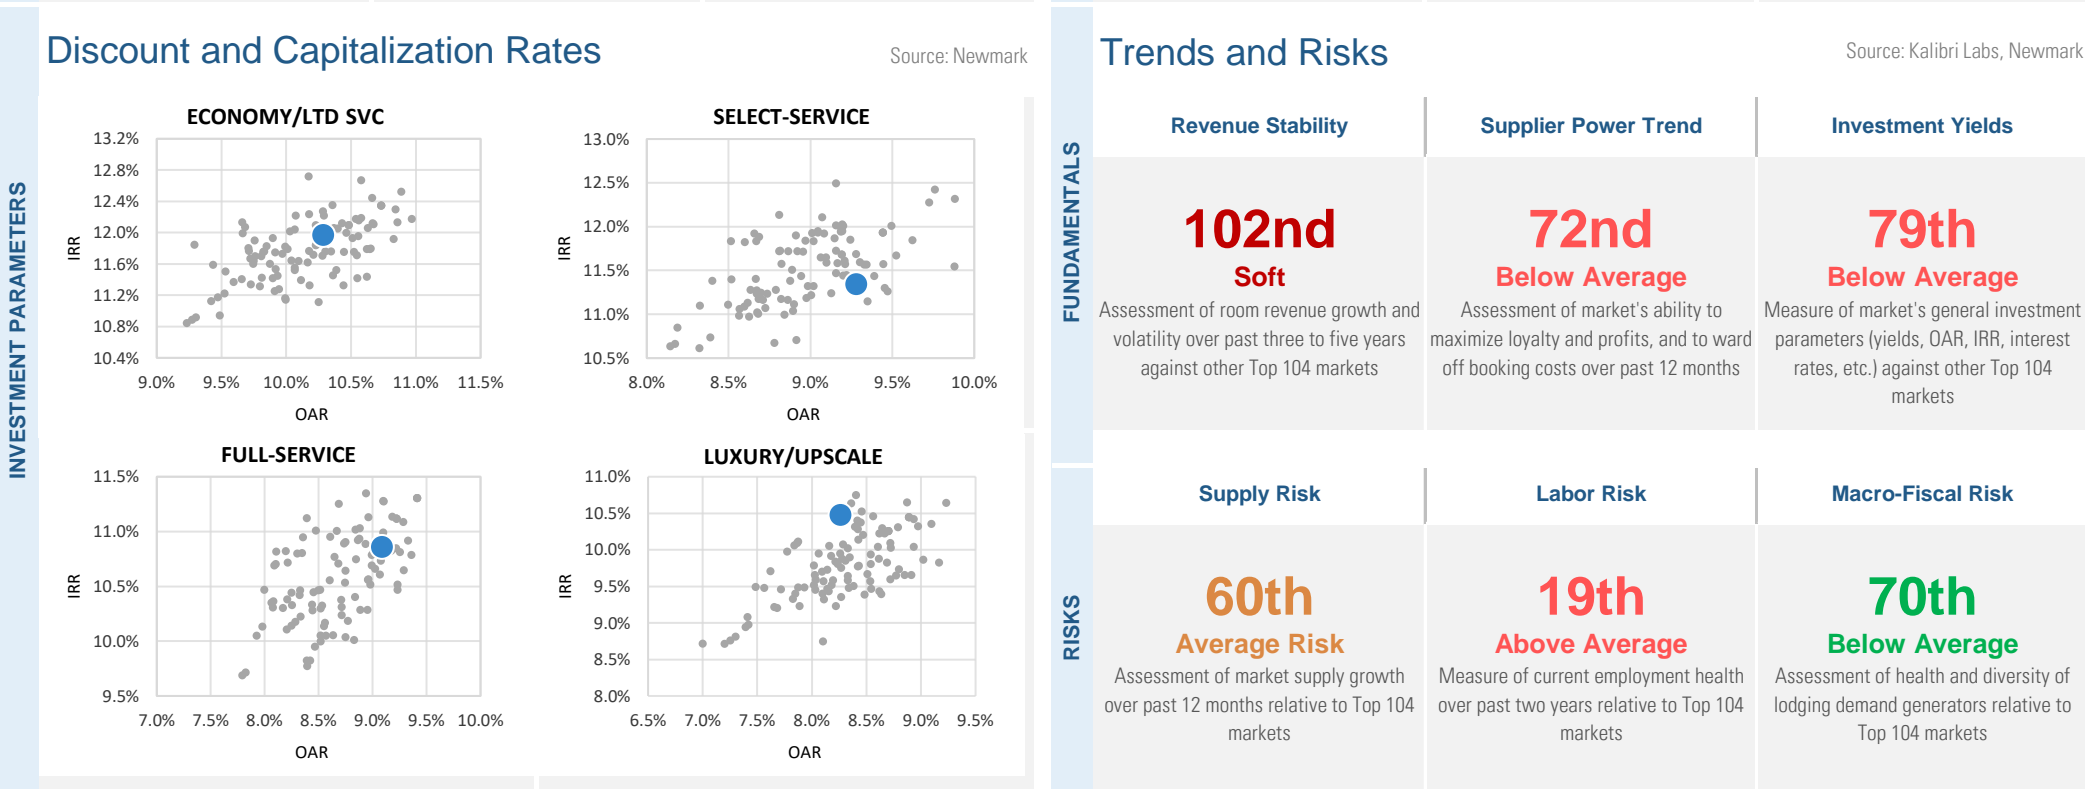 Discount and Capitalization Rates
Source: Newmark
INVESTMENT PARAMETERS
ECONOMY/LTD SVC
13.2%
12.8%
12.4%
12.0%
11.6%
11.2%
10.8%
10.4%
IRR
9.0% 9.5% 10.0% 10.5% 11.0% 11.5%
OAR
SELECT-SERVICE
13.0%
12.5%
12.0%
11.5%
11.0%
10.5%
IRR
8.0% 8.5% 9.0% 9.5% 10.0%
OAR
FULL-SERVICE
11.5%
11.0%
10.5%
10.0%
9.5%
IRR
7.0% 7.5% 8.0% 8.5% 9.0% 9.5% 10.0%
OAR
LUXURY/UPSCALE
11.0%
10.5%
10.0%
9.5%
9.0%
8.5%
8.0%
IRR
6.5% 7.0% 7.5% 8.0% 8.5% 9.0% 9.5%
OAR
Trends and Risks
Source: Kalibri Labs, Newmark
FUNDAMENTALS
Revenue Stability
102nd
Soft
Assessment of room revenue growth and
volatility over past three to five years
against other Top 104 markets
Supplier Power Trend
72nd
Below Average
Assessment of market's ability to
maximize loyalty and profits, and to ward
off booking costs over past 12 months
Investment Yields
79th
Below Average
Measure of market's general investment
parameters (yields, OAR, IRR, interest
rates, etc.) against other Top 104
markets
RISKS
Supply Risk
60th
Average Risk
Assessment of market supply growth
over past 12 months relative to Top 104
markets
Labor Risk
19th
Above Average
Measure of current employment health
over past two years relative to Top 104
markets
Macro-Fiscal Risk
70th
Below Average
Assessment of health and diversity of
lodging demand generators relative to
Top 104 markets